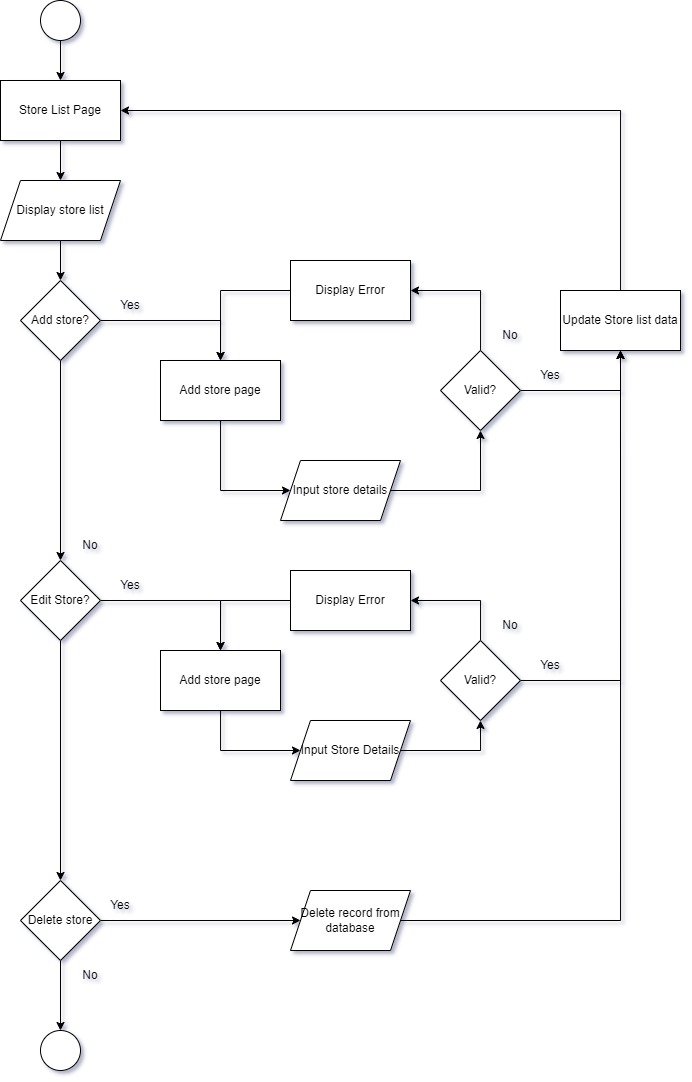 Store List Page
Display store list
Add store?
Yes
Display Error
Update Store list data
No
Add store page
Valid?
Yes
Input store details
No
Edit Store?
Yes
Display Error
No
Add store page
Valid?
Yes
Input Store Details
Delete store
Yes
Delete record from
database
No